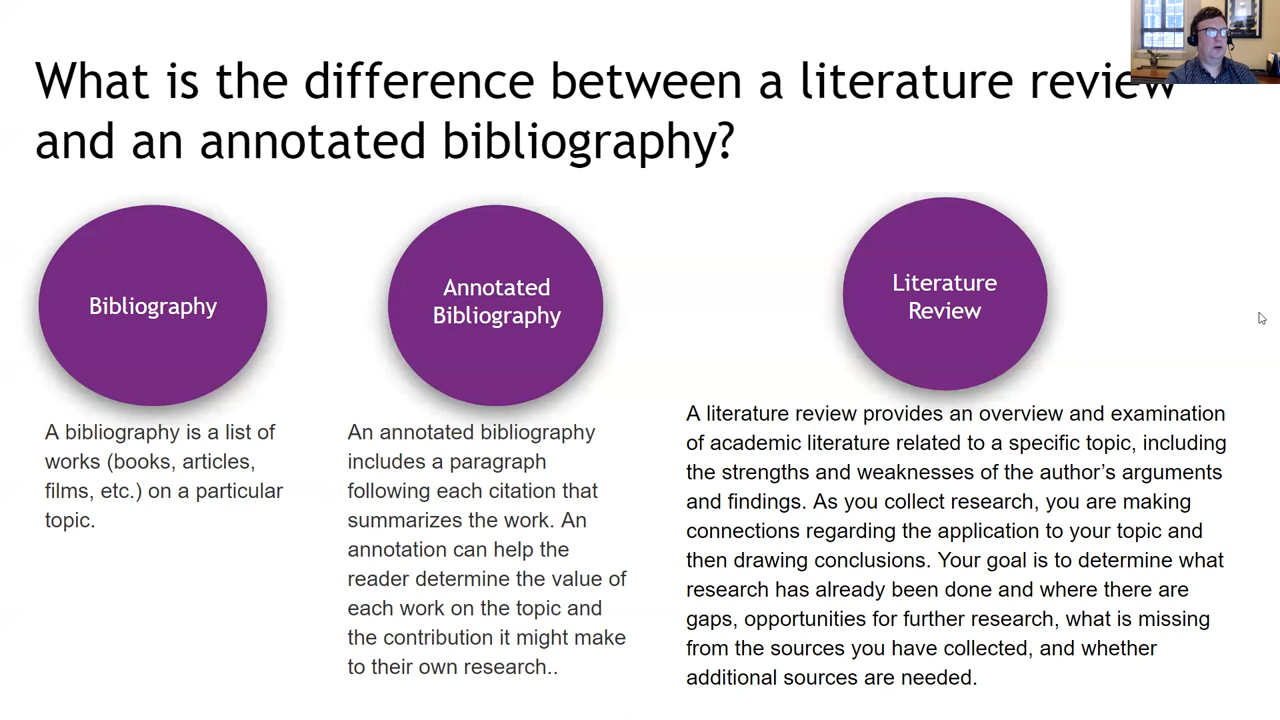 What is the difference between a literature review
and an annotated bibliography?
Bibliography
A bibliography is a list of
works (books, articles,
films, etc.) on a particular
topic.
Annotated
Bibliography
An annotated bibliography
includes a paragraph
following each citation that
summarizes the work. An
annotation can help the
reader determine the value of
each work on the topic and
the contribution it might make
to their own research..
Literature
Review
A literature review provides an overview and examination
of academic literature related to a specific topic, including
the strengths and weaknesses of the author’s arguments
and findings. As you collect research, you are making
connections regarding the application to your topic and
then drawing conclusions. Your goal is to determine what
research has already been done and where there are
gaps, opportunities for further research, what is missing
from the sources you have collected, and whether
additional sources are needed.